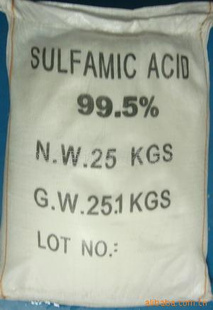 SULFAMIC ACID
99.5%
N.W.25 KGS
G.W.25.1 KGS
LOT NO.: